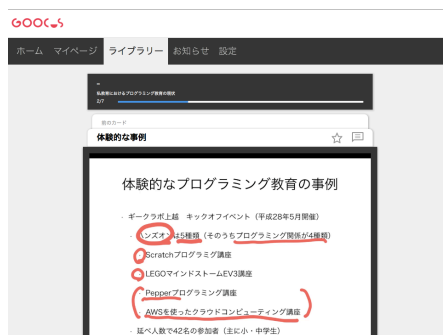 GOOCUS
ホーム マイページ ライブラリー お知らせ 設定
2/7
前のカード
体験的な事例
体験的なプログラミング教育の事例
- ギークラボ上越 キックオフイベント（平成28年5月開催）
- ハンズオンは5種類（そのうちプログラミング関係が4種類）
- Scratchプログラミング講座
- LEGOマインドストームEV3講座
- Pepperプログラミング講座
- AWSを使ったクラウドコンピューティング講座
- 延べ人数で42名の参加者（主に小・中学生）